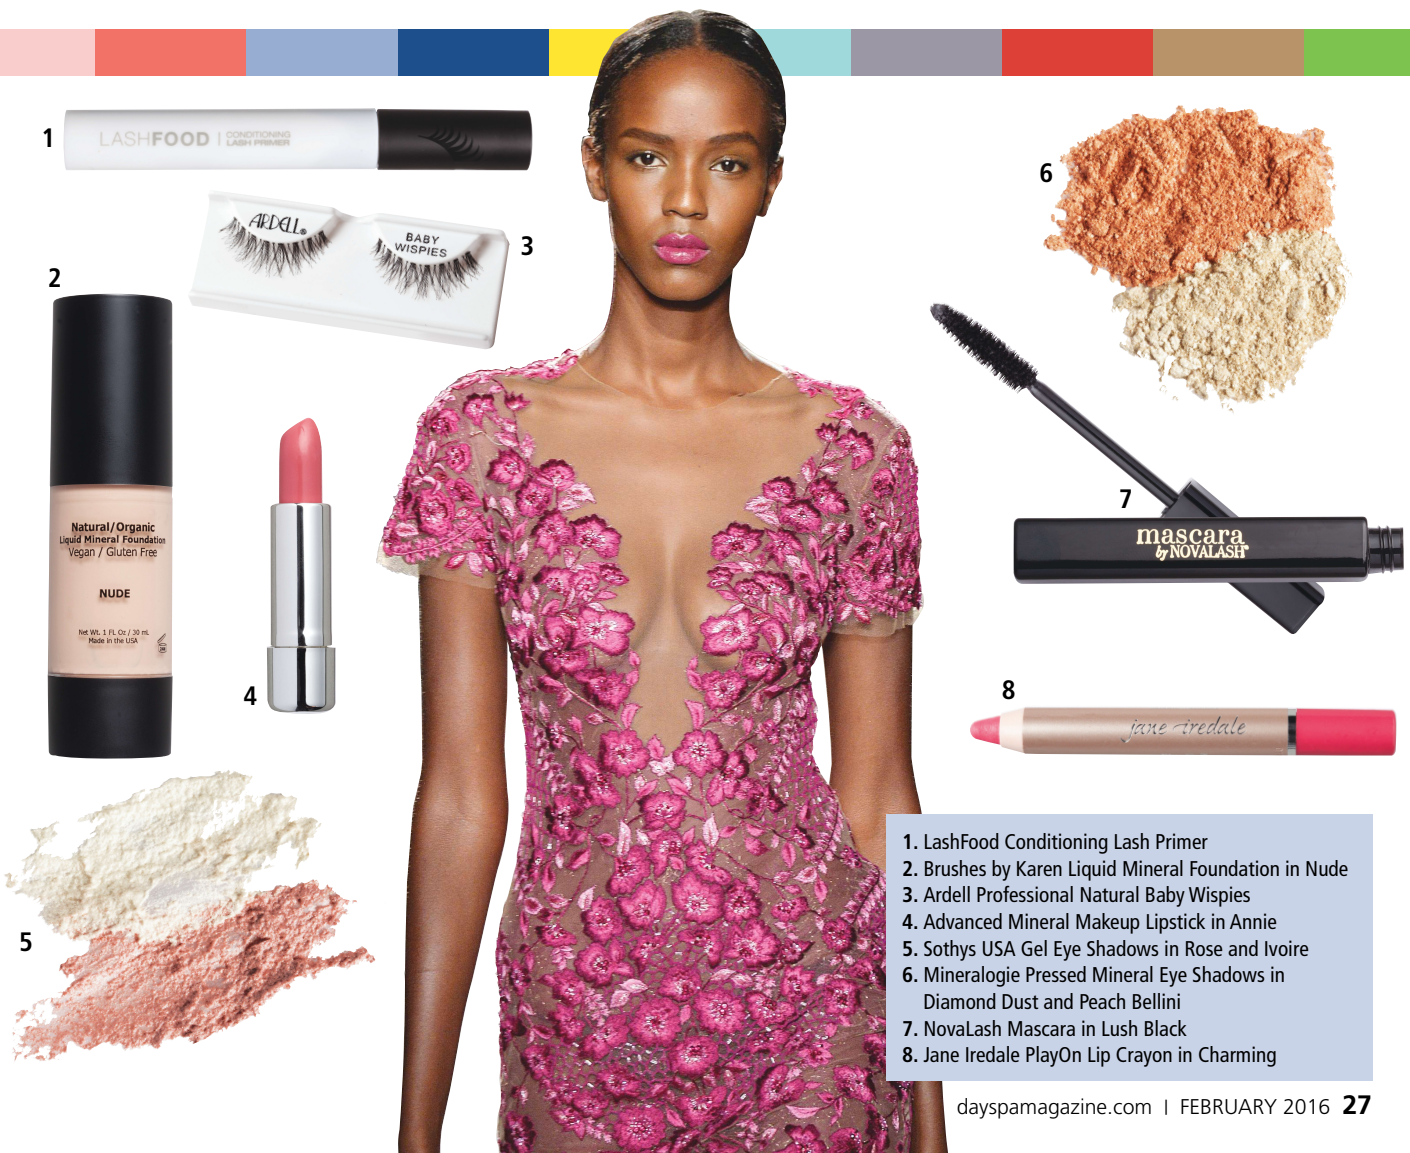 1
LASHFOOD | CONDITIONING
LASH PRIMER
ARDELL®
BABY
WISPIES
3
2
Natural/Organic
Liquid Mineral Foundation
Vegan / Gluten Free
NUDE
Net Wt. 1 FL Oz / 30 mL
Made in the USA
4
5
6
7
mascara
by NOVALASH®
8
jane iredale
1. LashFood Conditioning Lash Primer
2. Brushes by Karen Liquid Mineral Foundation in Nude
3. Ardell Professional Natural Baby Wispies
4. Advanced Mineral Makeup Lipstick in Annie
5. Sothys USA Gel Eye Shadows in Rose and Ivoire
6. Mineralogie Pressed Mineral Eye Shadows in
Diamond Dust and Peach Bellini
7. NovaLash Mascara in Lush Black
8. Jane Iredale PlayOn Lip Crayon in Charming
dayspamagazine.com | FEBRUARY 2016 27